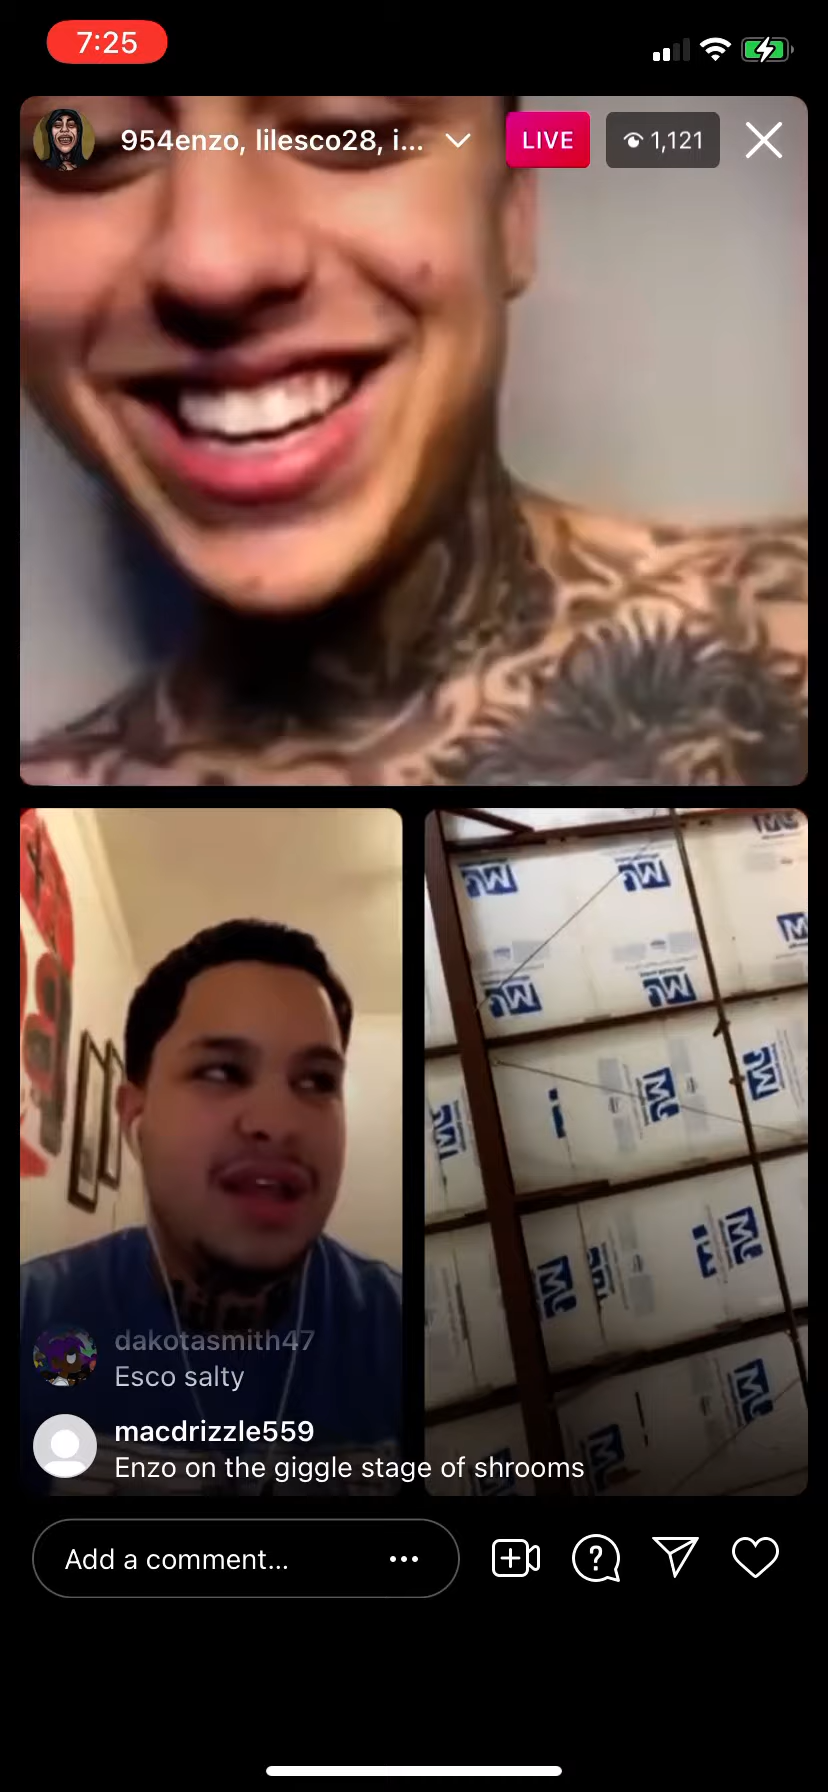 7:25
954enzo, lilesco28, i...
LIVE
1,121
dakotasmith47
Esco salty
macdrizzle559
Enzo on the giggle stage of shrooms
Add a comment...